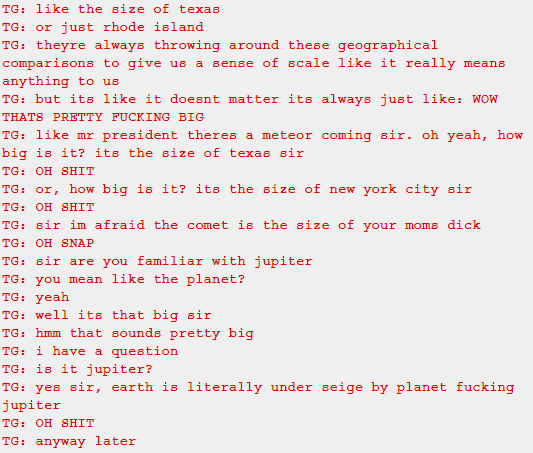 TG: like the size of texas
TG: or just rhode island
TG: theyre always throwing around these geographical
comparisons to give us a sense of scale like it really means
anything to us
TG: but its like it doesnt matter its always just like: WOW
THATS PRETTY FUCKING BIG
TG: like mr president theres a meteor coming sir. oh yeah, how
big is it? its the size of texas sir
TG: OH SHIT
TG: or, how big is it? its the size of new york city sir
TG: OH SHIT
TG: sir im afraid the comet is the size of your moms dick
TG: OH SNAP
TG: sir are you familiar with jupiter
TG: you mean like the planet?
TG: yeah
TG: well its that big sir
TG: hmm that sounds pretty big
TG: i have a question
TG: is it jupiter?
TG: yes sir, earth is literally under seige by planet fucking
jupiter
TG: OH SHIT
TG: anyway later